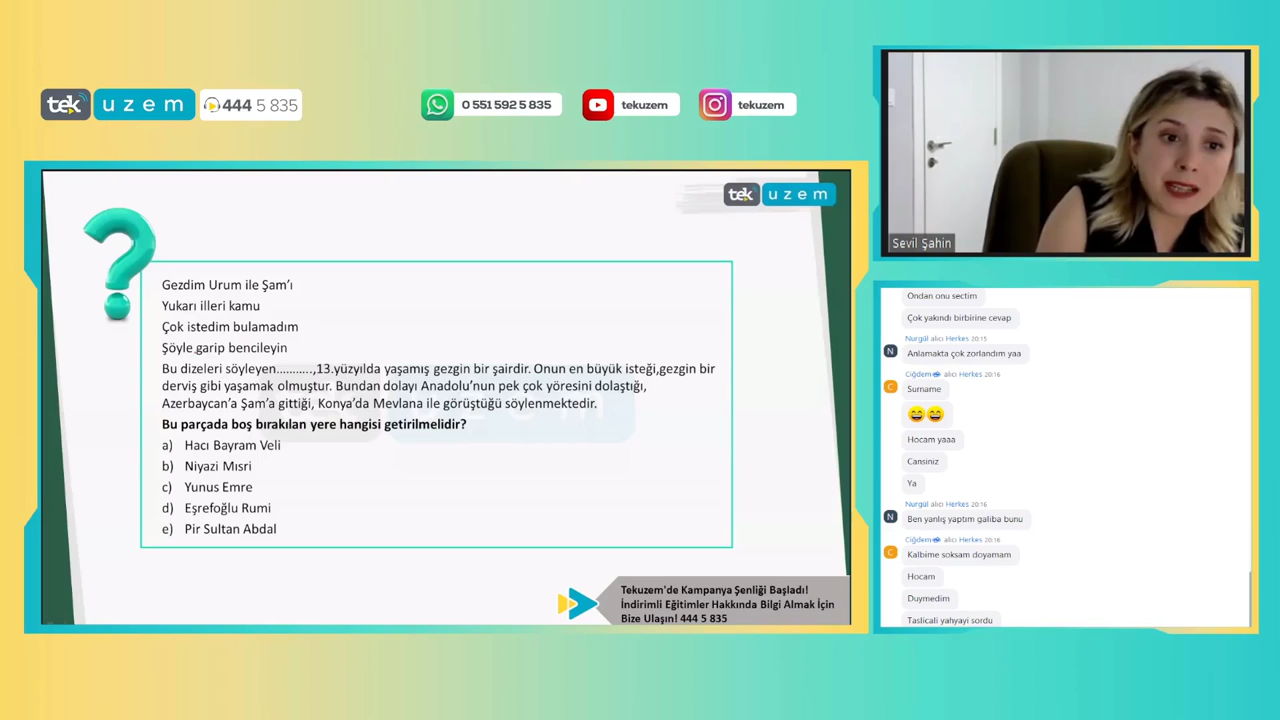 tek uzem 444 5 835
0 551 592 5 835
tekuzem
tekuzem
tek uzem
Gezdim Urum ile Şam’ı
Yukarı illeri kamu
Çok istedim bulamadım
Şöyle garip bencileyin
Bu dizeleri söyleyen...........,13.yüzyılda yaşamış gezgin bir şairdir. Onun en büyük isteği,gezgin bir
derviş gibi yaşamak olmuştur. Bundan dolayı Anadolu’nun pek çok yöresini dolaştığı,
Azerbaycan’a Şam’a gittiği, Konya’da Mevlana ile görüştüğü söylenmektedir.
Bu parçada boş bırakılan yere hangisi getirilmelidir?
a) Hacı Bayram Veli
b) Niyazi Mısri
c) Yunus Emre
d) Eşrefoğlu Rumi
e) Pir Sultan Abdal
Tekuzem'de Kampanya Şenliği Başladı!
İndirimli Eğitimler Hakkında Bilgi Almak İçin
Bize Ulaşın! 444 5 835
Sevil Şahin
Ondan onu sectim
Çok yakındı birbirine cevap
Nurgül alıcı Herkes 20:15
N
Anlamakta çok zorlandım yaa
Ciğdem alıcı Herkes 20:16
C
Surname
Hocam yaaa
Cansiniz
Ya
Nurgül alıcı Herkes 20:16
N
Ben yanlış yaptım galiba bunu
Ciğdem alıcı Herkes 20:16
C
Kalbime soksam doyamam
Hocam
Duymedim
Taslicali yahyayi sordu